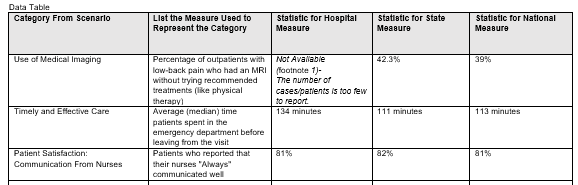 Data Table
Category From Scenario
List the Measure Used to
Represent the Category
Statistic for Hospital
Measure
Statistic for State
Measure
Statistic for National
Measure
Use of Medical Imaging
Percentage of outpatients with
low-back pain who had an MRI
without trying recommended
treatments (like physical
therapy)
Not Available
(footnote 1)-
The number of
cases/patients is too few
to report.
42.3%
39%
Timely and Effective Care
Average (median) time
patients spent in the
emergency department before
leaving from the visit
134 minutes
111 minutes
113 minutes
Patient Satisfaction:
Communication From Nurses
Patients who reported that
their nurses "Always"
communicated well
81%
82%
81%